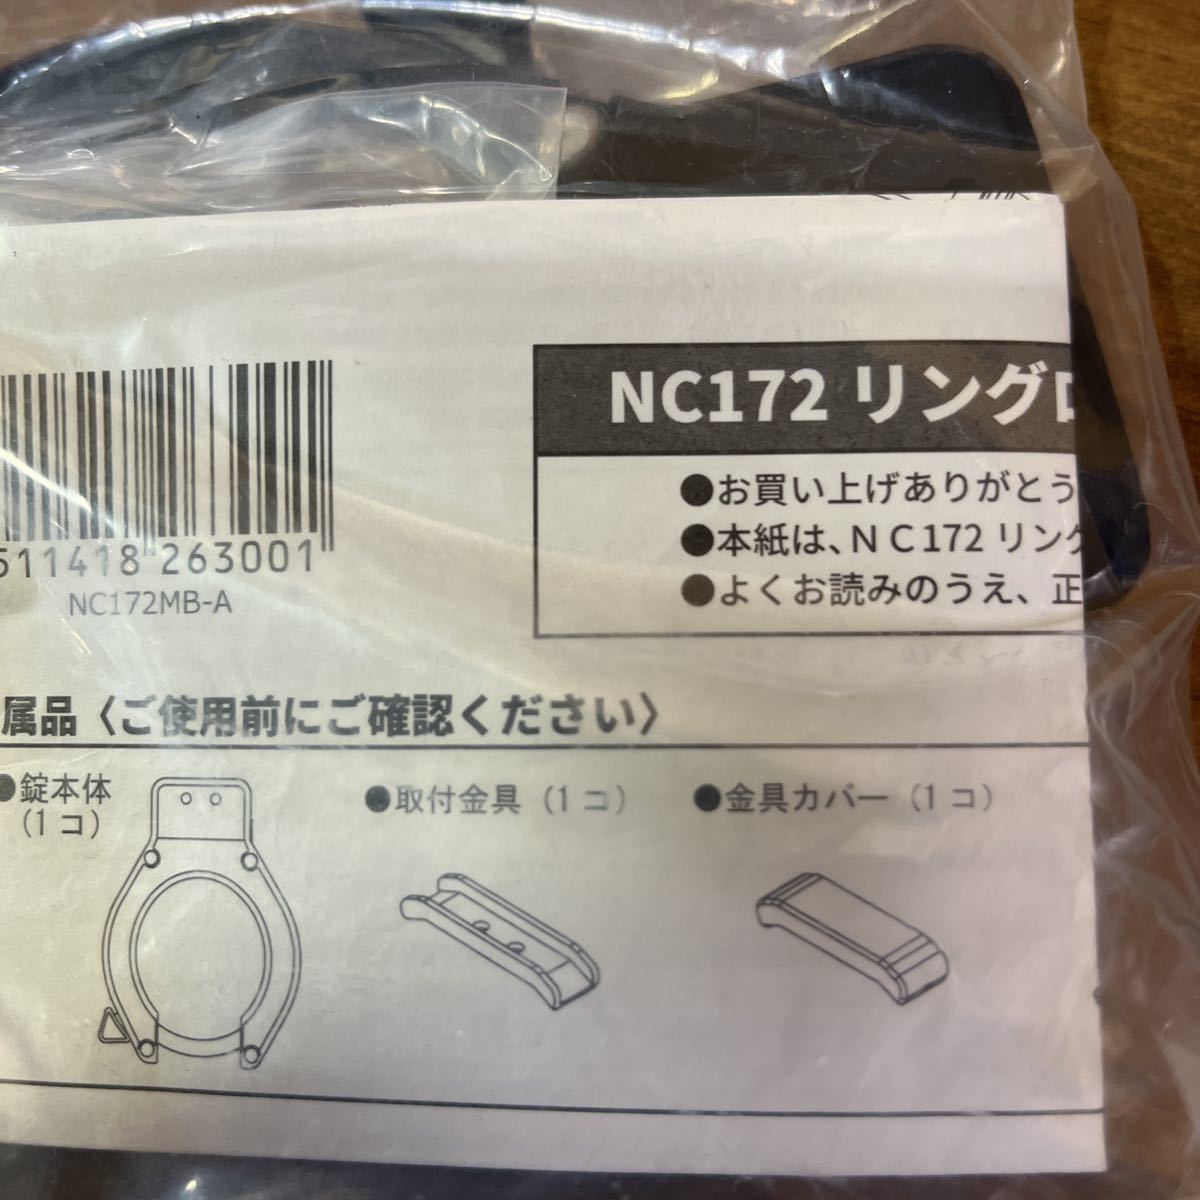 NC172 リングロ
●お買い上げありがとう
●本紙は、ＮＣ172 リング
●よくお読みのうえ、正
511418 263001
NC172MB-A
属品〈ご使用前にご確認ください〉
●錠本体
（1コ）
●取付金具（1コ）
●金具カバー（1コ）